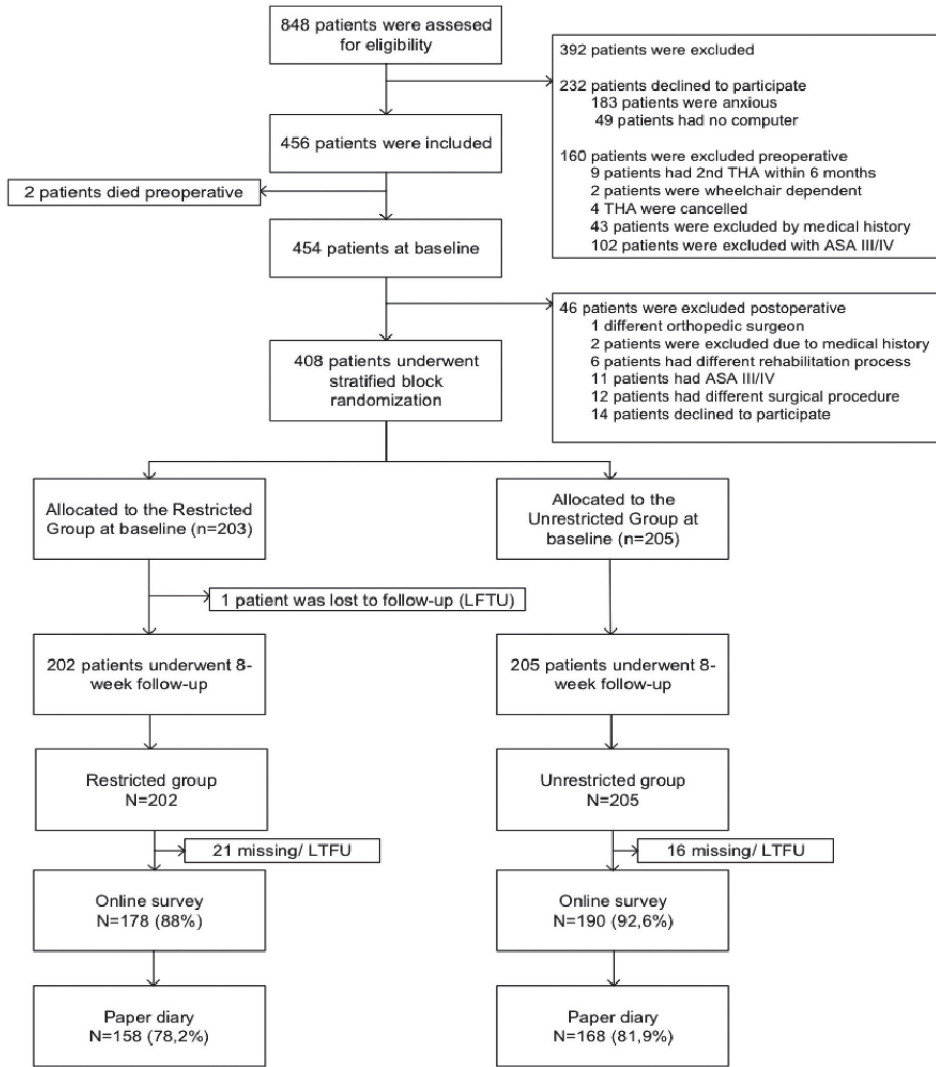 848 patients were assesed
for eligibility
392 patients were excluded
232 patients declined to participate
183 patients were anxious
49 patients had no computer
160 patients were excluded preoperative
9 patients had 2nd THA within 6 months
2 patients were wheelchair dependent
4 THA were cancelled
43 patients were excluded by medical history
102 patients were excluded with ASA III/IV
456 patients were included
2 patients died preoperative
454 patients at baseline
46 patients were excluded postoperative
1 different orthopedic surgeon
2 patients were excluded due to medical history
6 patients had different rehabilitation process
11 patients had ASA III/IV
12 patients had different surgical procedure
14 patients declined to participate
408 patients underwent
stratified block
randomization
Allocated to the Restricted
Group at baseline (n=203)
Allocated to the
Unrestricted Group at
baseline (n=205)
1 patient was lost to follow-up (LFTU)
202 patients underwent 8-
week follow-up
205 patients underwent 8-
week follow-up
Restricted group
N=202
Unrestricted group
N=205
21 missing/ LTFU
16 missing/ LTFU
Online survey
N=178 (88%)
Online survey
N=190 (92,6%)
Paper diary
N=158 (78,2%)
Paper diary
N=168 (81,9%)